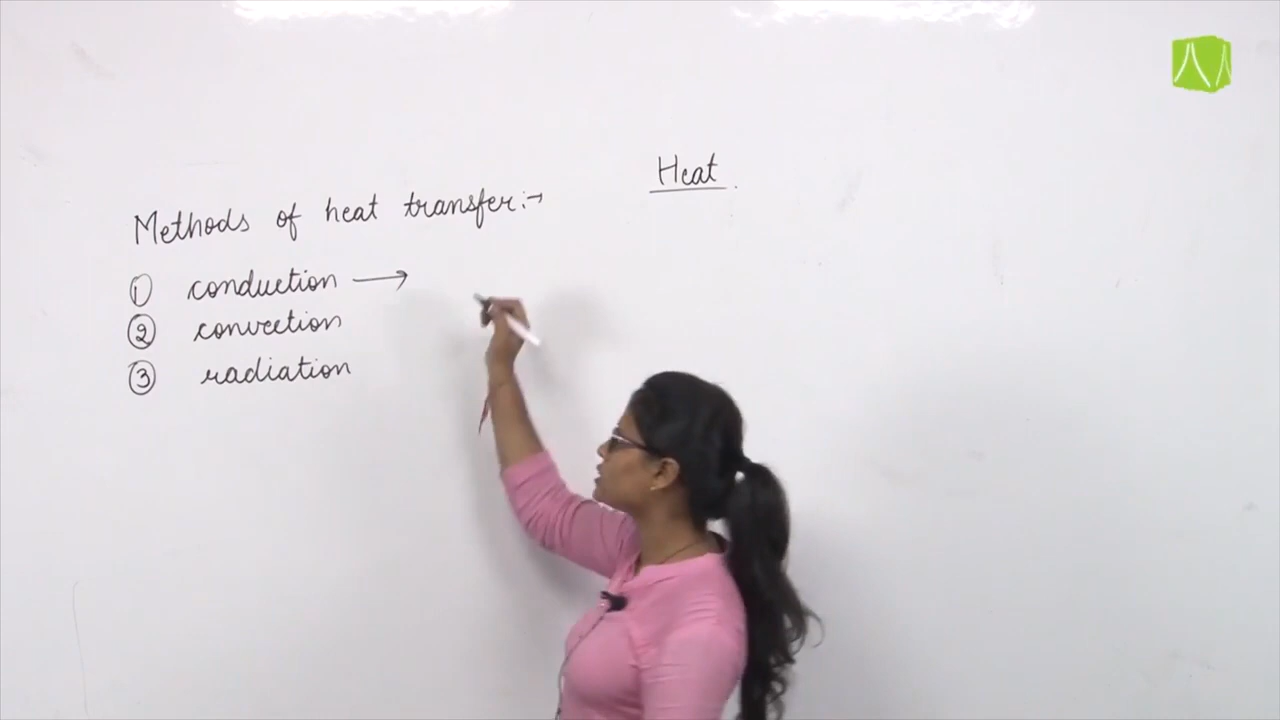 Heat.
Methods of heat transfer:→
① conduction ⟶
② convection
③ radiation